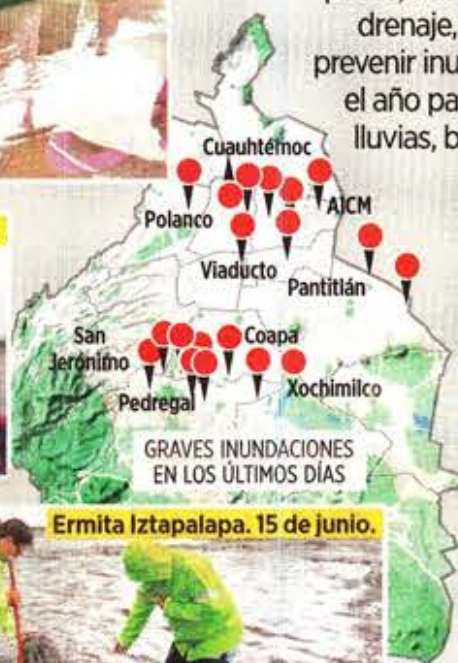 drenaje,
prevenir inu
el año pa
lluvias, b
Cuauhtémoc
Polanco
AICM
Viaducto
Pantitlán
San
Jerónimo
Coapa
Pedregal
Xochimilco
GRAVES INUNDACIONES
EN LOS ÚLTIMOS DÍAS
Ermita Iztapalapa. 15 de junio.